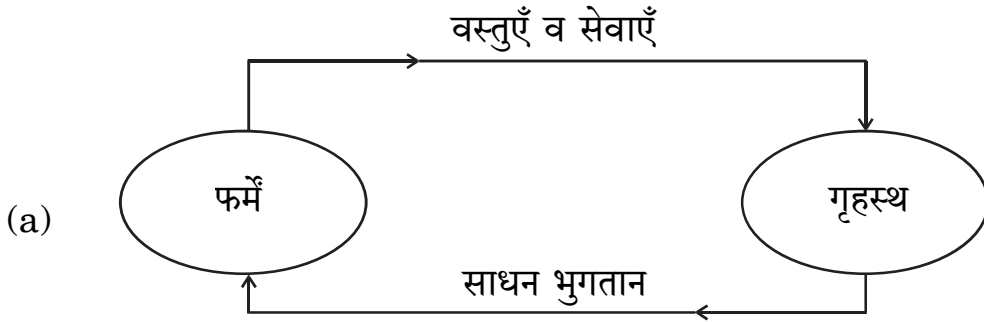 वस्तुएँ व सेवाएँ
फर्में
गृहस्थ
(a)
साधन भुगतान